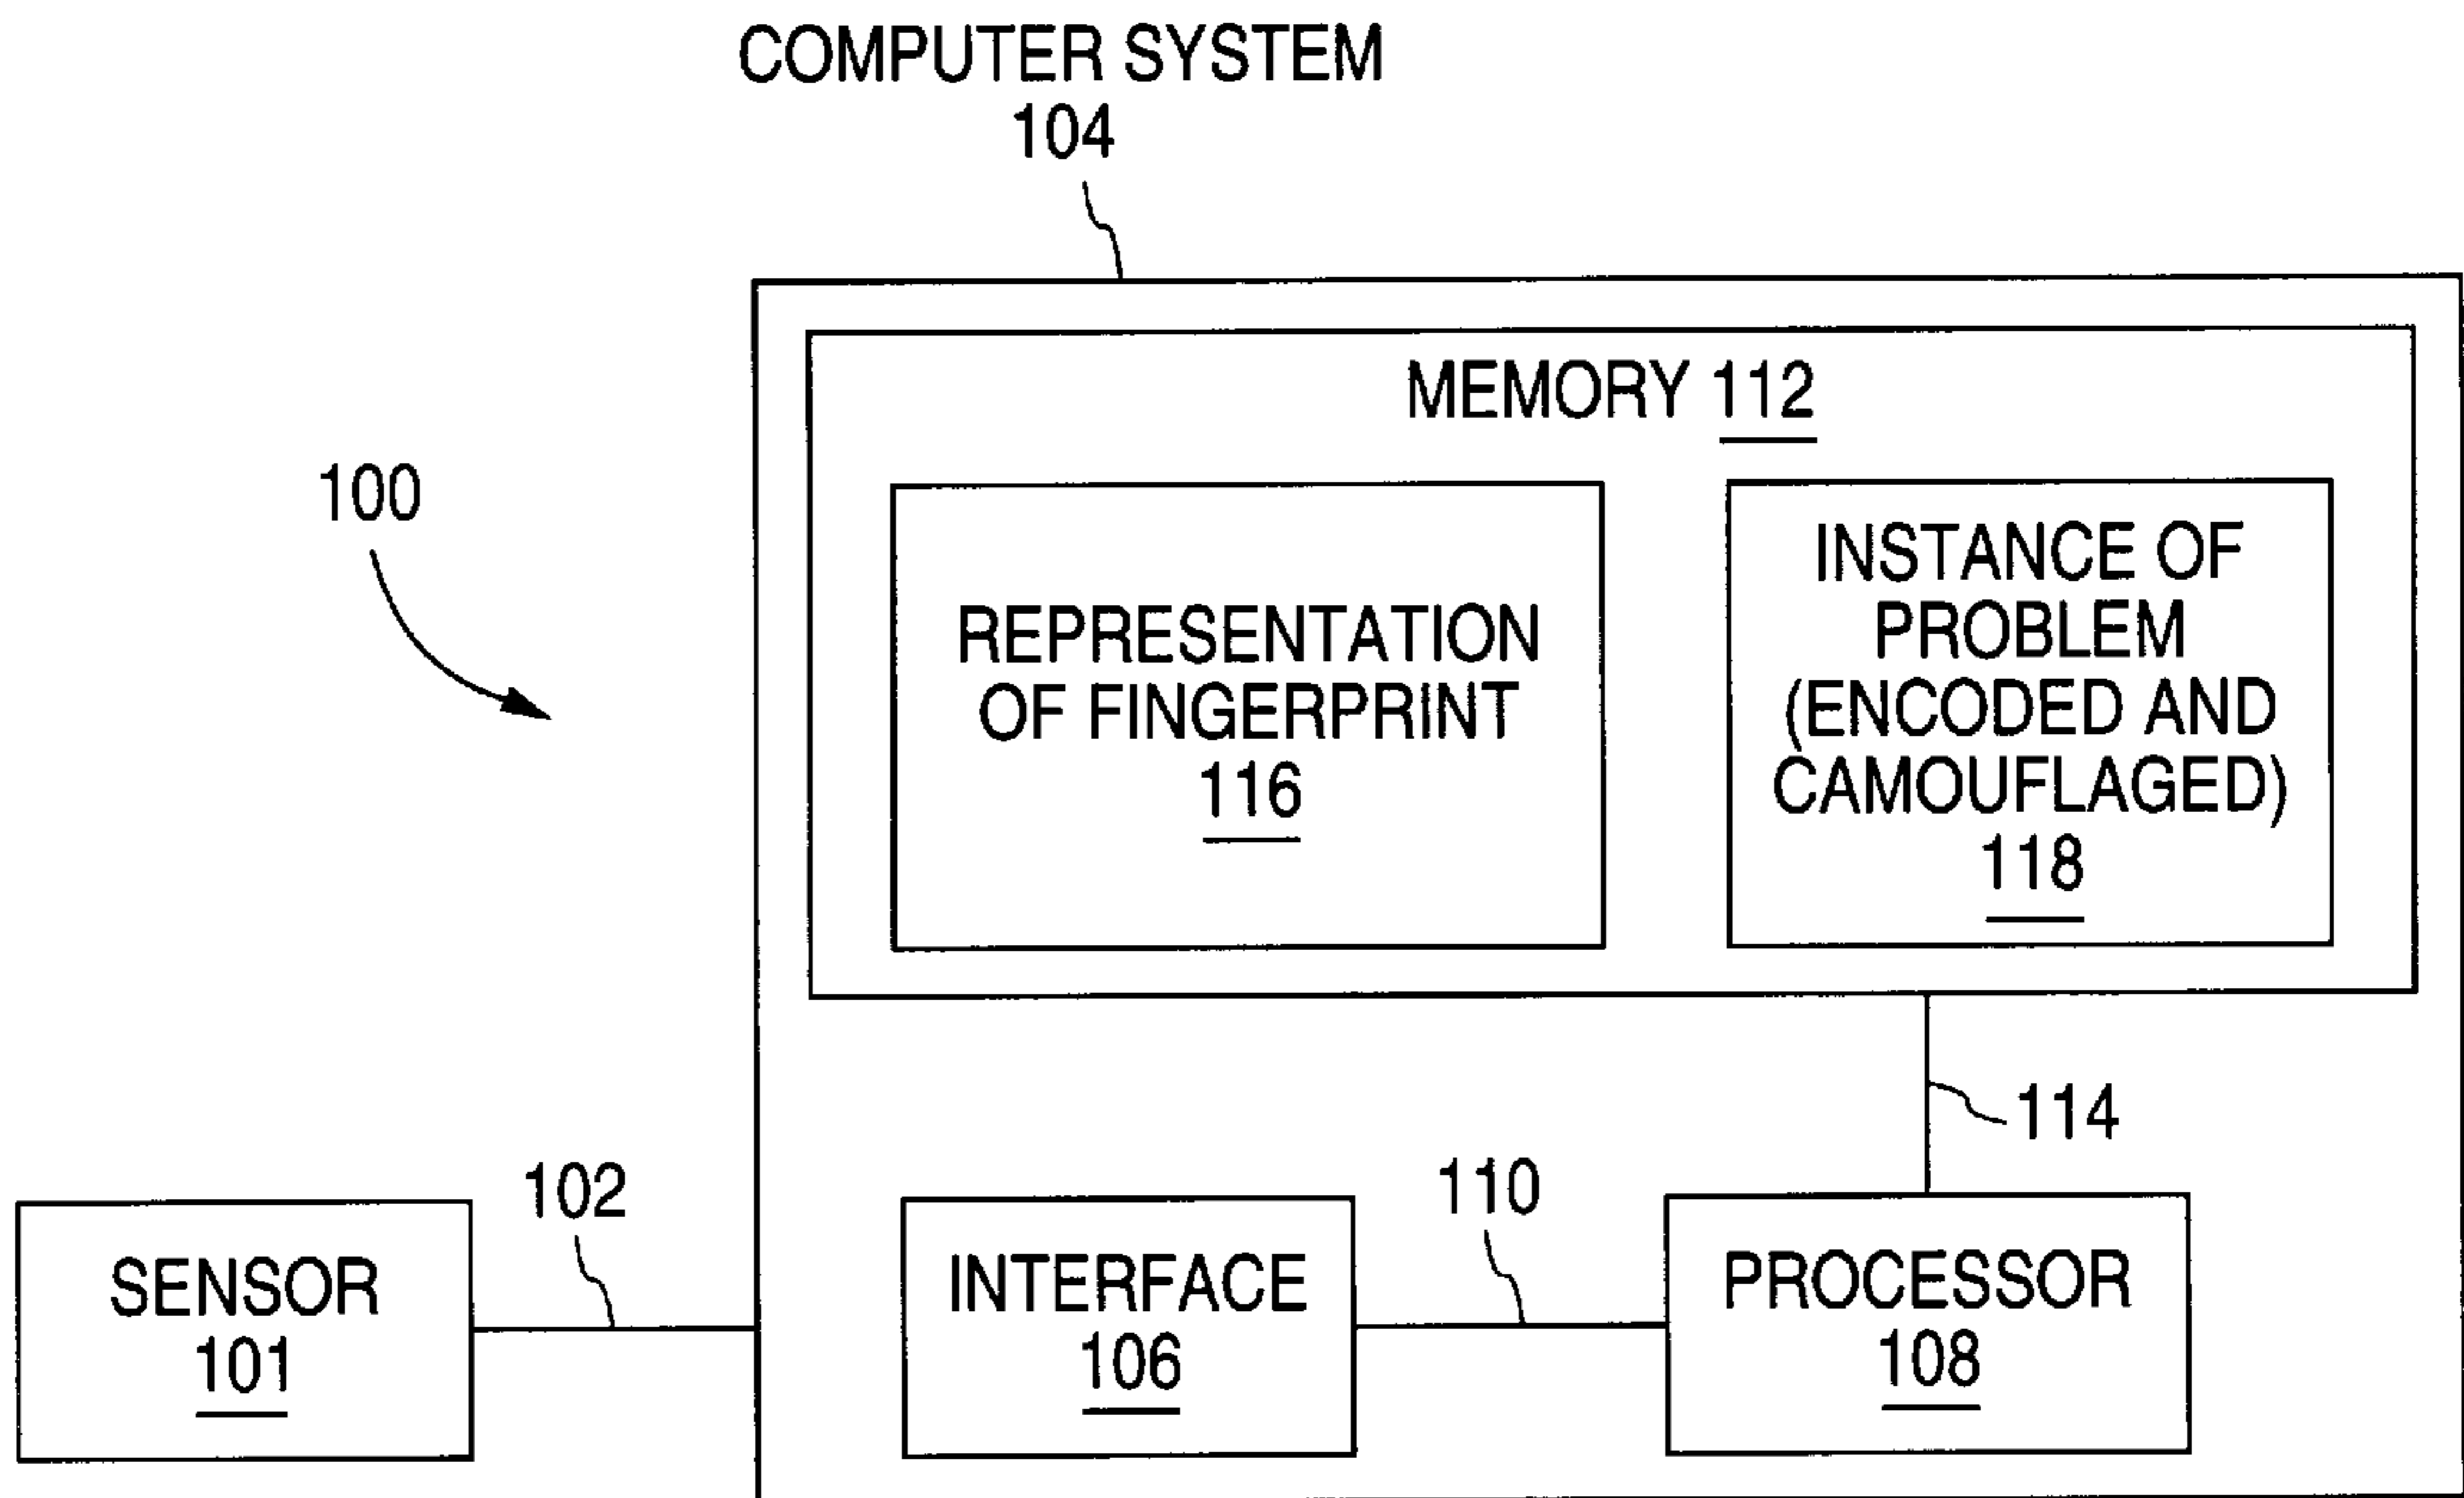 COMPUTER SYSTEM
104
MEMORY 112
100
REPRESENTATION
OF FINGERPRINT
116
INSTANCE OF
PROBLEM
(ENCODED AND
CAMOUFLAGED)
118
114
102
110
SENSOR
101
INTERFACE
106
PROCESSOR
108